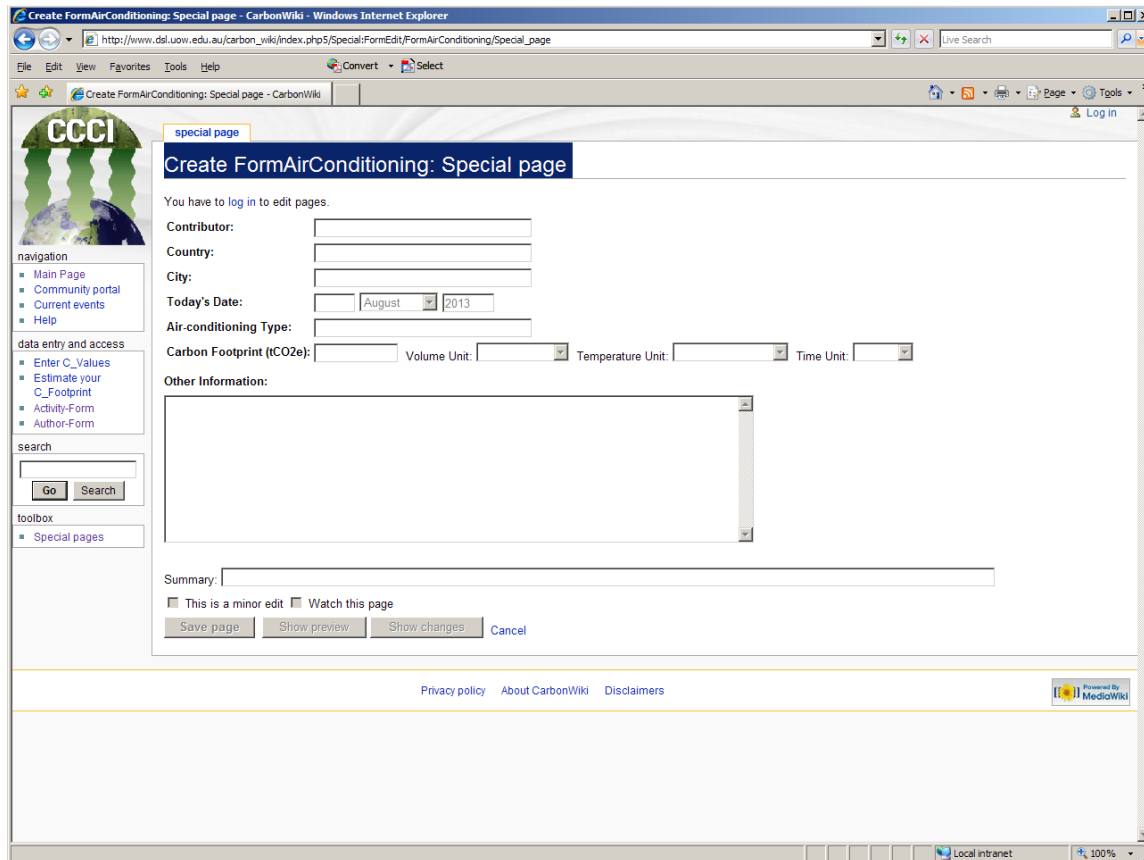 Create FormAirConditioning: Special page - CarbonWiki - Windows Internet Explorer
http://www.dsl.uow.edu.au/carbon_wiki/index.php5/Special:FormEdit/FormAirConditioning/Special_page
Live Search
File Edit View Favorites Tools Help Convert Select
Create FormAirConditioning: Special page - CarbonWiki
Page Tools
Log in
CCCI
special page
Create FormAirConditioning: Special page
You have to log in to edit pages.
Contributor:
Country:
City:
Today's Date: August 2013
Air-conditioning Type:
Carbon Footprint (tCO2e): Volume Unit: Temperature Unit: Time Unit:
Other Information:
Summary:
This is a minor edit Watch this page
Save page Show preview Show changes Cancel
navigation
Main Page
Community portal
Current events
Help
data entry and access
Enter C_Values
Estimate your
C_Footprint
Activity-Form
Author-Form
search
Go Search
toolbox
Special pages
Privacy policy About CarbonWiki Disclaimers
Powered By
MediaWiki
Local intranet 100%